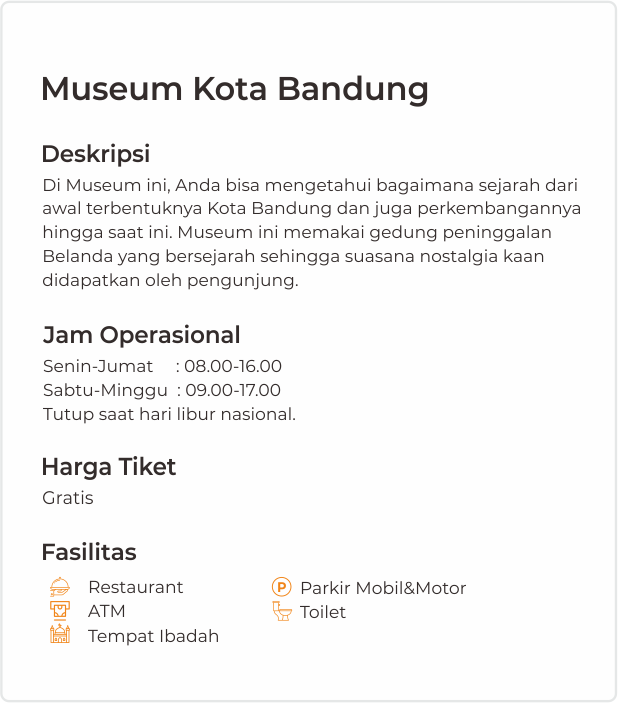 Museum Kota Bandung
Deskripsi
Di Museum ini, Anda bisa mengetahui bagaimana sejarah dari
awal terbentuknya Kota Bandung dan juga perkembangannya
hingga saat ini. Museum ini memakai gedung peninggalan
Belanda yang bersejarah sehingga suasana nostalgia kaan
didapatkan oleh pengunjung.
Jam Operasional
Senin-Jumat : 08.00-16.00
Sabtu-Minggu : 09.00-17.00
Tutup saat hari libur nasional.
Harga Tiket
Gratis
Fasilitas
Restaurant
ATM
Tempat Ibadah
P Parkir Mobil&Motor
Toilet